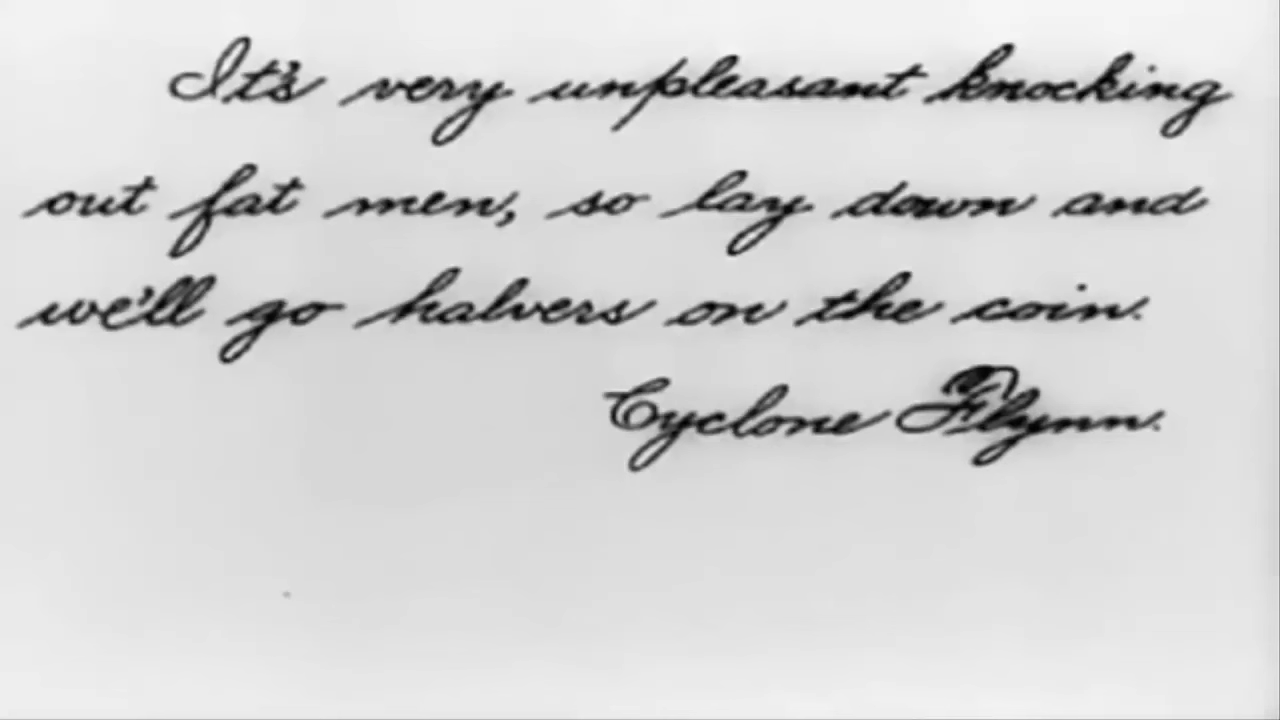 It's very unpleasant knocking
out fat men, so lay down and
we'll go halvers on the coin.
Cyclone Flynn.